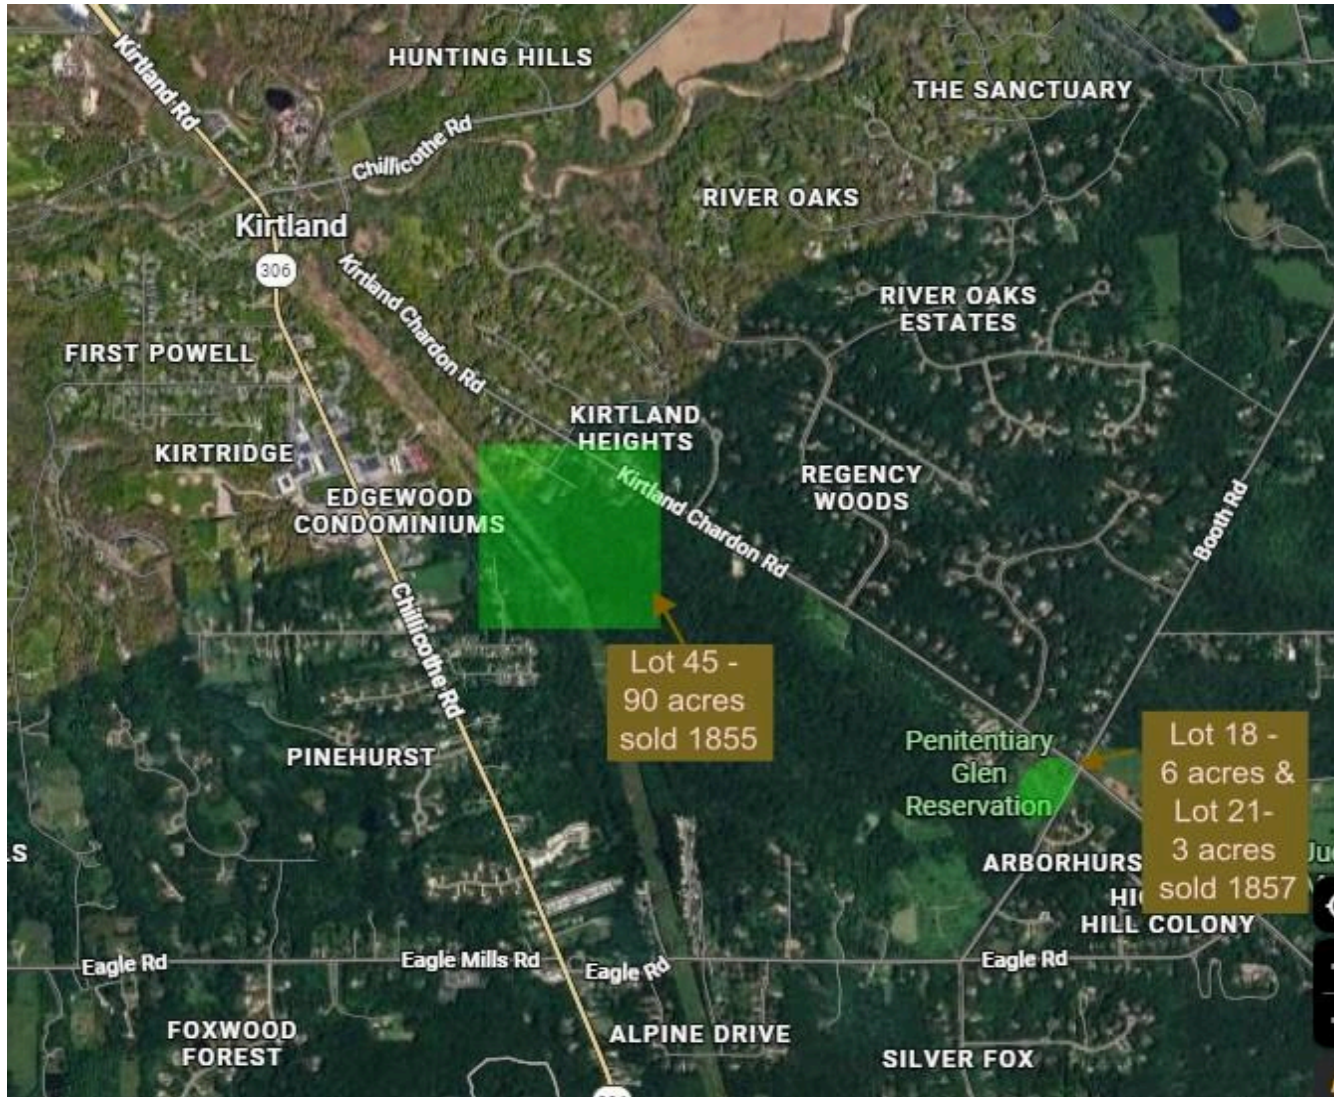 HUNTING HILLS
Kirtland Rd
THE SANCTUARY
Chillicothe Rd
RIVER OAKS
Kirtland
306
Kirtland Chardon Rd
RIVER OAKS
ESTATES
FIRST POWELL
KIRTLAND
HEIGHTS
KIRTRIDGE
Kirtland Chardon Rd
REGENCY
WOODS
EDGEWOOD
CONDOMINIUMS
Booth Rd
Chillicothe Rd
Lot 45 -
90 acres
sold 1855
PINEHURST
Penitentiary
Glen
Reservation
Lot 18 -
6 acres &
Lot 21-
3 acres
sold 1857
LS
ARBORHURS
HIG
HILL COLONY
Eagle Rd
Eagle Mills Rd
Eagle Rd
Eagle Rd
FOXWOOD
FOREST
ALPINE DRIVE
SILVER FOX